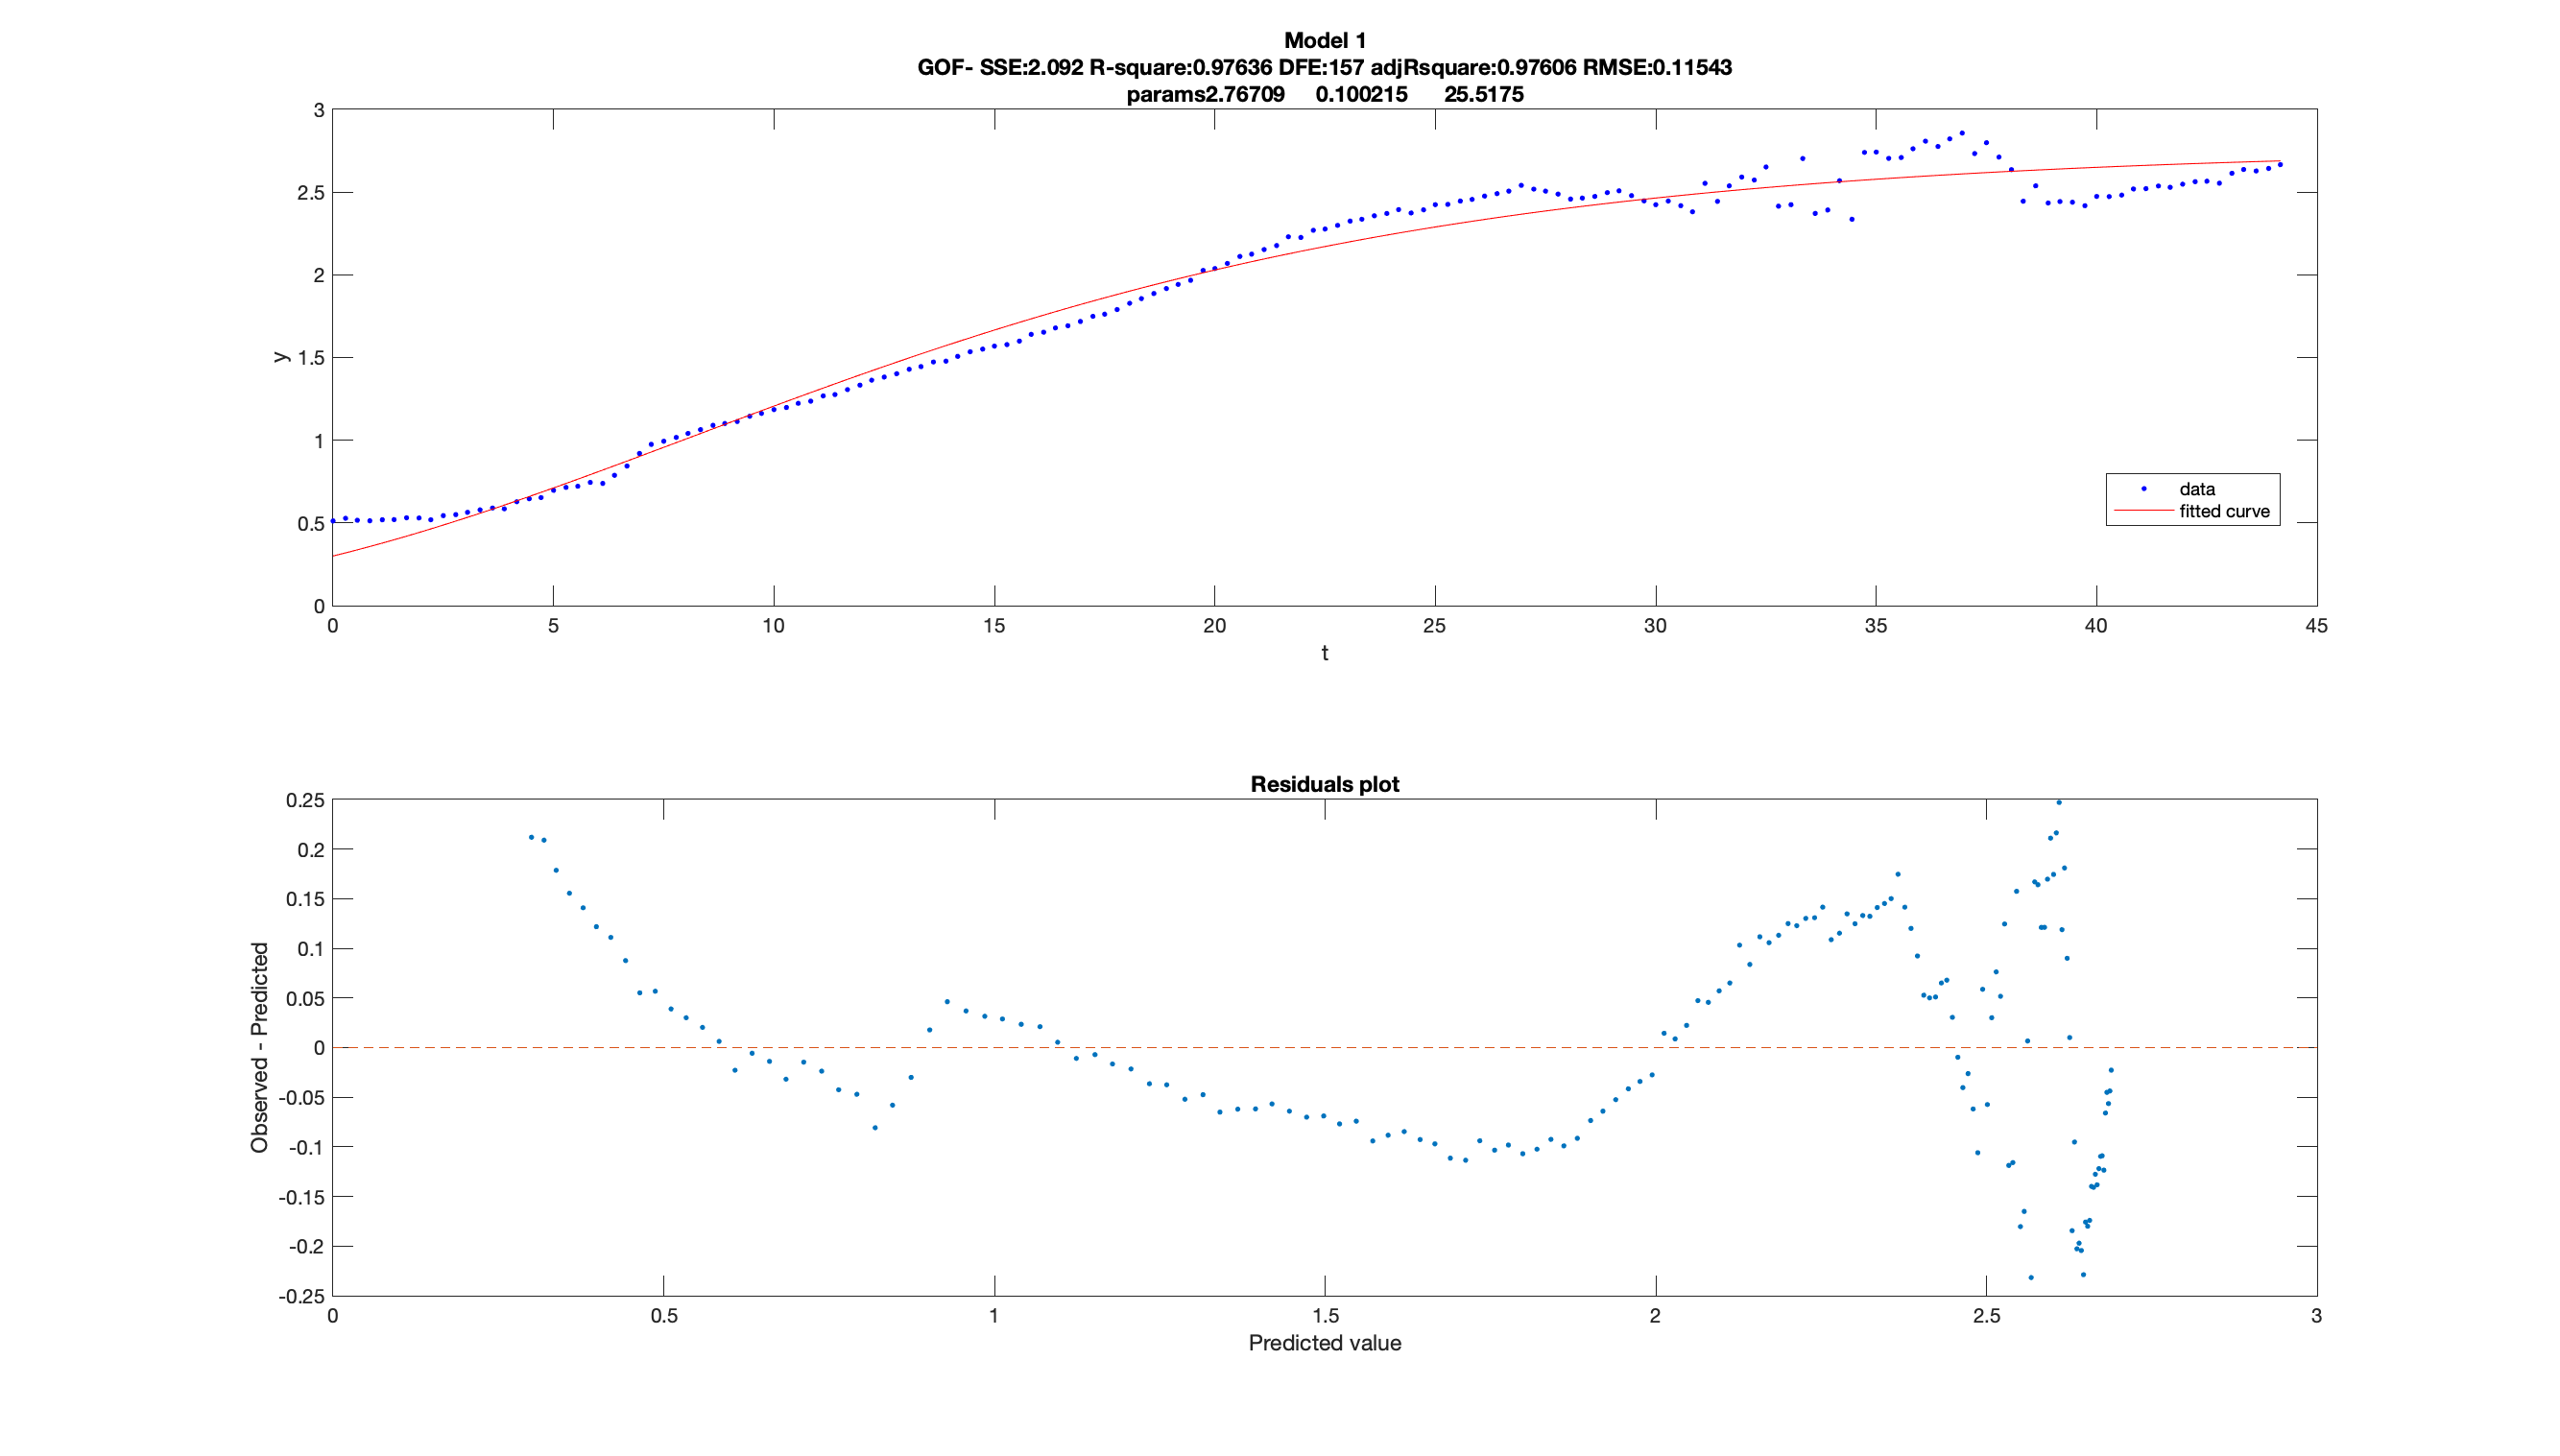 Model 1
GOF- SSE:2.092 R-square:0.97636 DFE:157 adjRsquare:0.97606 RMSE:0.11543
params2.76709 0.100215 25.5175
3
2.5
2
1.5
1
0.5
0
y
0 5 10 15 20 25 30 35 40 45
t
data
fitted curve
Residuals plot
0.25
0.2
0.15
0.1
0.05
0
-0.05
-0.1
-0.15
-0.2
-0.25
Observed - Predicted
0 0.5 1 1.5 2 2.5 3
Predicted value